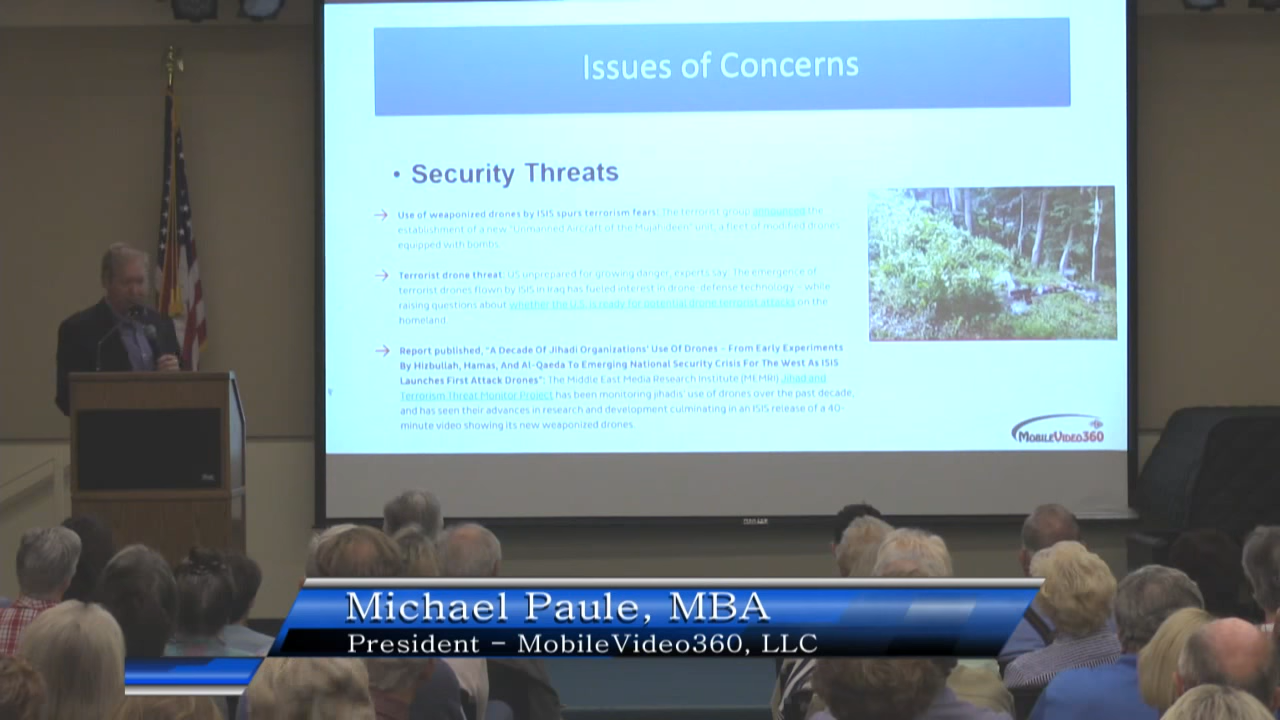 Issues of Concerns
• Security Threats
→ Use of weaponized drones by ISIS spurs terrorism fears: The terrorist group announced the
establishment of a new "Unmanned Aircraft of the Mujahideen" unit, a fleet of modified drones
equipped with bombs.
→ Terrorist drone threat: US unprepared for growing danger, experts say: The emergence of
terrorist drones flown by ISIS in Iraq has fueled interest in drone-defense technology – while
raising questions about whether the U.S. is ready for potential drone terrorist attacks on the
homeland.
→ Report published, "A Decade Of Jihadi Organizations' Use Of Drones – From Early Experiments
By Hizbullah, Hamas, And Al-Qaeda To Emerging National Security Crisis For The West As ISIS
Launches First Attack Drones": The Middle East Media Research Institute (MEMRI) Jihad and
Terrorism Threat Monitor Project has been monitoring jihadis' use of drones over the past decade,
and has seen their advances in research and development culminating in an ISIS release of a 40-
minute video showing its new weaponized drones.
MOBILEVIDEO360
Michael Paule, MBA
President – MobileVideo360, LLC